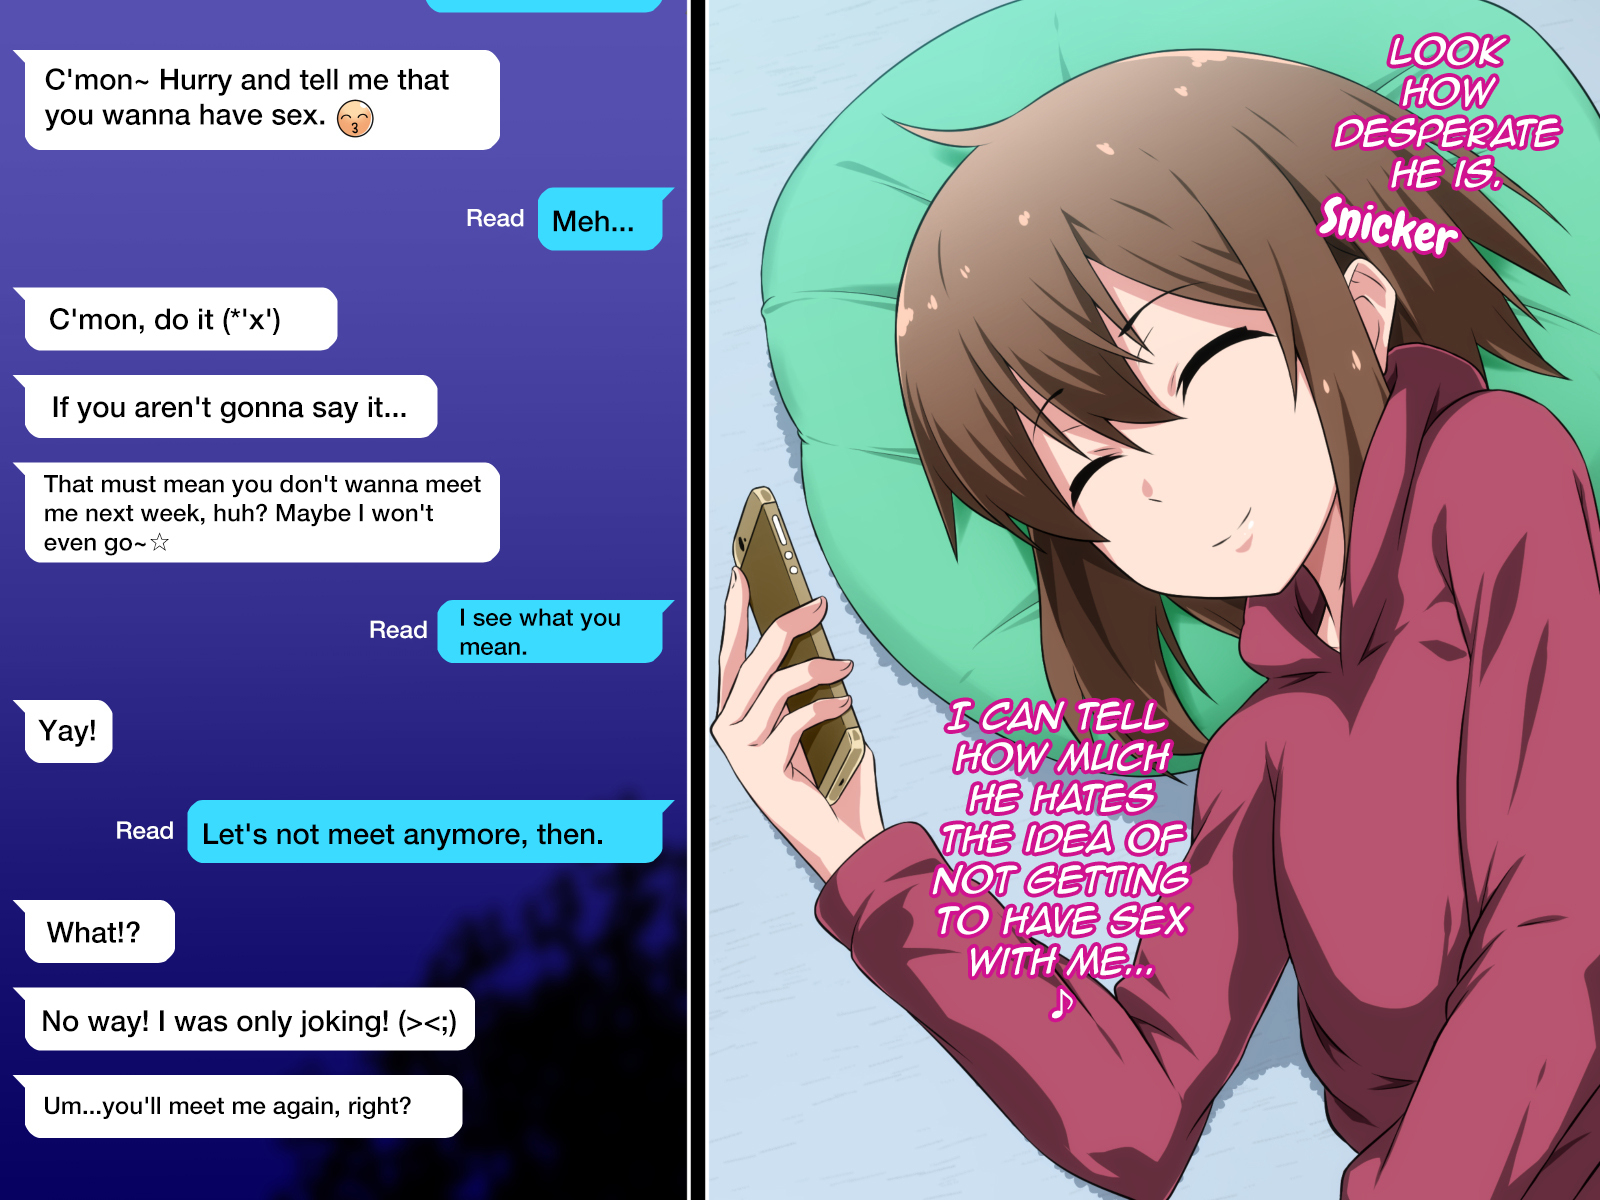 C'mon~ Hurry and tell me that
you wanna have sex.
Read
Meh...
C'mon, do it (*'x')
If you aren't gonna say it...
That must mean you don't wanna meet
me next week, huh? Maybe I won't
even go~☆
Read
I see what you
mean.
Yay!
Read
Let's not meet anymore, then.
What!?
No way! I was only joking! (><;)
Um...you'll meet me again, right?
LOOK
HOW
DESPERATE
HE IS.
Snicker
I CAN TELL
HOW MUCH
HE HATES
THE IDEA OF
NOT GETTING
TO HAVE SEX
WITH ME...
♪